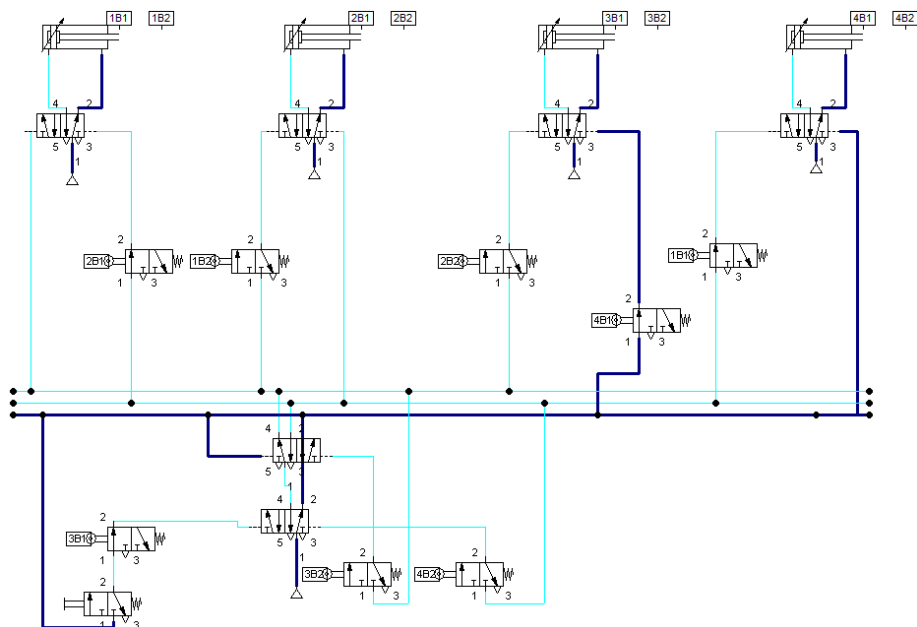 1B1 1B2 2B1 2B2 3B1 3B2 4B1 4B2
4 2 4 2 4 2 4 2
5 3 5 3 5 3 5 3
1 1 1 1
2 2 2 2
2B1 1B2 2B2 1B1
1 3 1 3 1 3 1 3
2
4B1
1 3
4 2
5 3
1
4 2
2 5 3
3B1 1 2 2
1 3 3B2 4B2
2 1 3 1 3
1 3